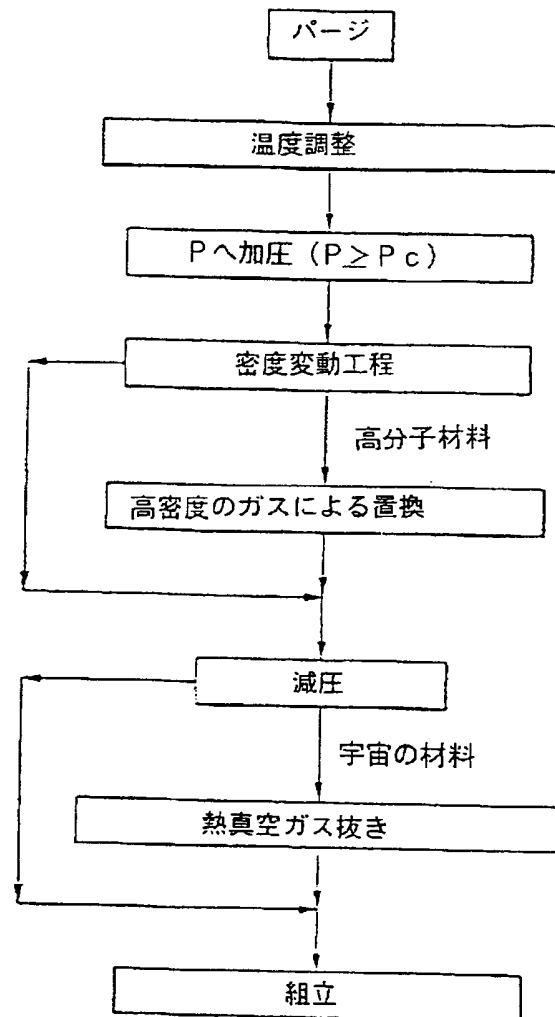 パージ
温度調整
Pへ加圧（P≥Pc）
密度変動工程
高分子材料
高密度のガスによる置換
減圧
宇宙の材料
熱真空ガス抜き
組立